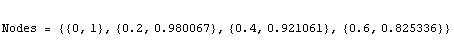 Nodes = {{0, 1}, {0.2, 0.980067}, {0.4, 0.921061}, {0.6, 0.825336}}